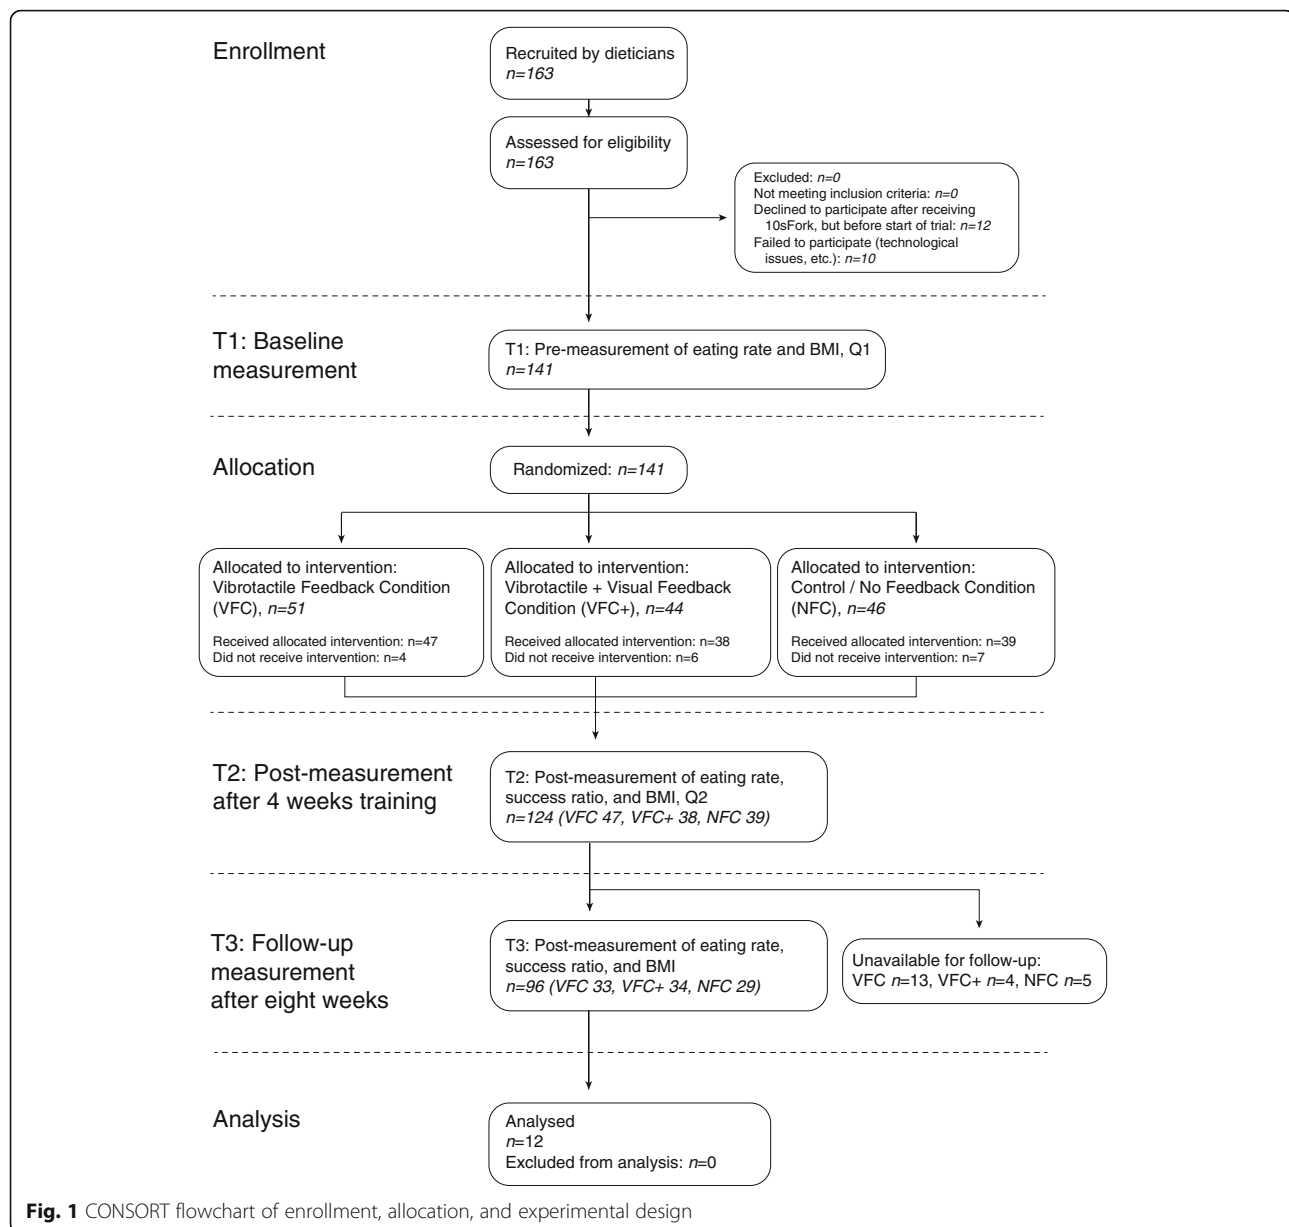 Enrollment
Recruited by dieticians
n=163
Assessed for eligibility
n=163
Excluded: n=0
Not meeting inclusion criteria: n=0
Declined to participate after receiving
10sFork, but before start of trial: n=12
Failed to participate (technological
issues, etc.): n=10
T1: Baseline
measurement
T1: Pre-measurement of eating rate and BMI, Q1
n=141
Allocation
Randomized: n=141
Allocated to intervention:
Vibrotactile Feedback Condition
(VFC), n=51
Received allocated intervention: n=47
Did not receive intervention: n=4
Allocated to intervention:
Vibrotactile + Visual Feedback
Condition (VFC+), n=44
Received allocated intervention: n=38
Did not receive intervention: n=6
Allocated to intervention:
Control / No Feedback Condition
(NFC), n=46
Received allocated intervention: n=39
Did not receive intervention: n=7
T2: Post-measurement
after 4 weeks training
T2: Post-measurement of eating rate,
success ratio, and BMI, Q2
n=124 (VFC 47, VFC+ 38, NFC 39)
T3: Follow-up
measurement
after eight weeks
T3: Post-measurement of eating rate,
success ratio, and BMI
n=96 (VFC 33, VFC+ 34, NFC 29)
Unavailable for follow-up:
VFC n=13, VFC+ n=4, NFC n=5
Analysis
Analysed
n=12
Excluded from analysis: n=0
Fig. 1 CONSORT flowchart of enrollment, allocation, and experimental design